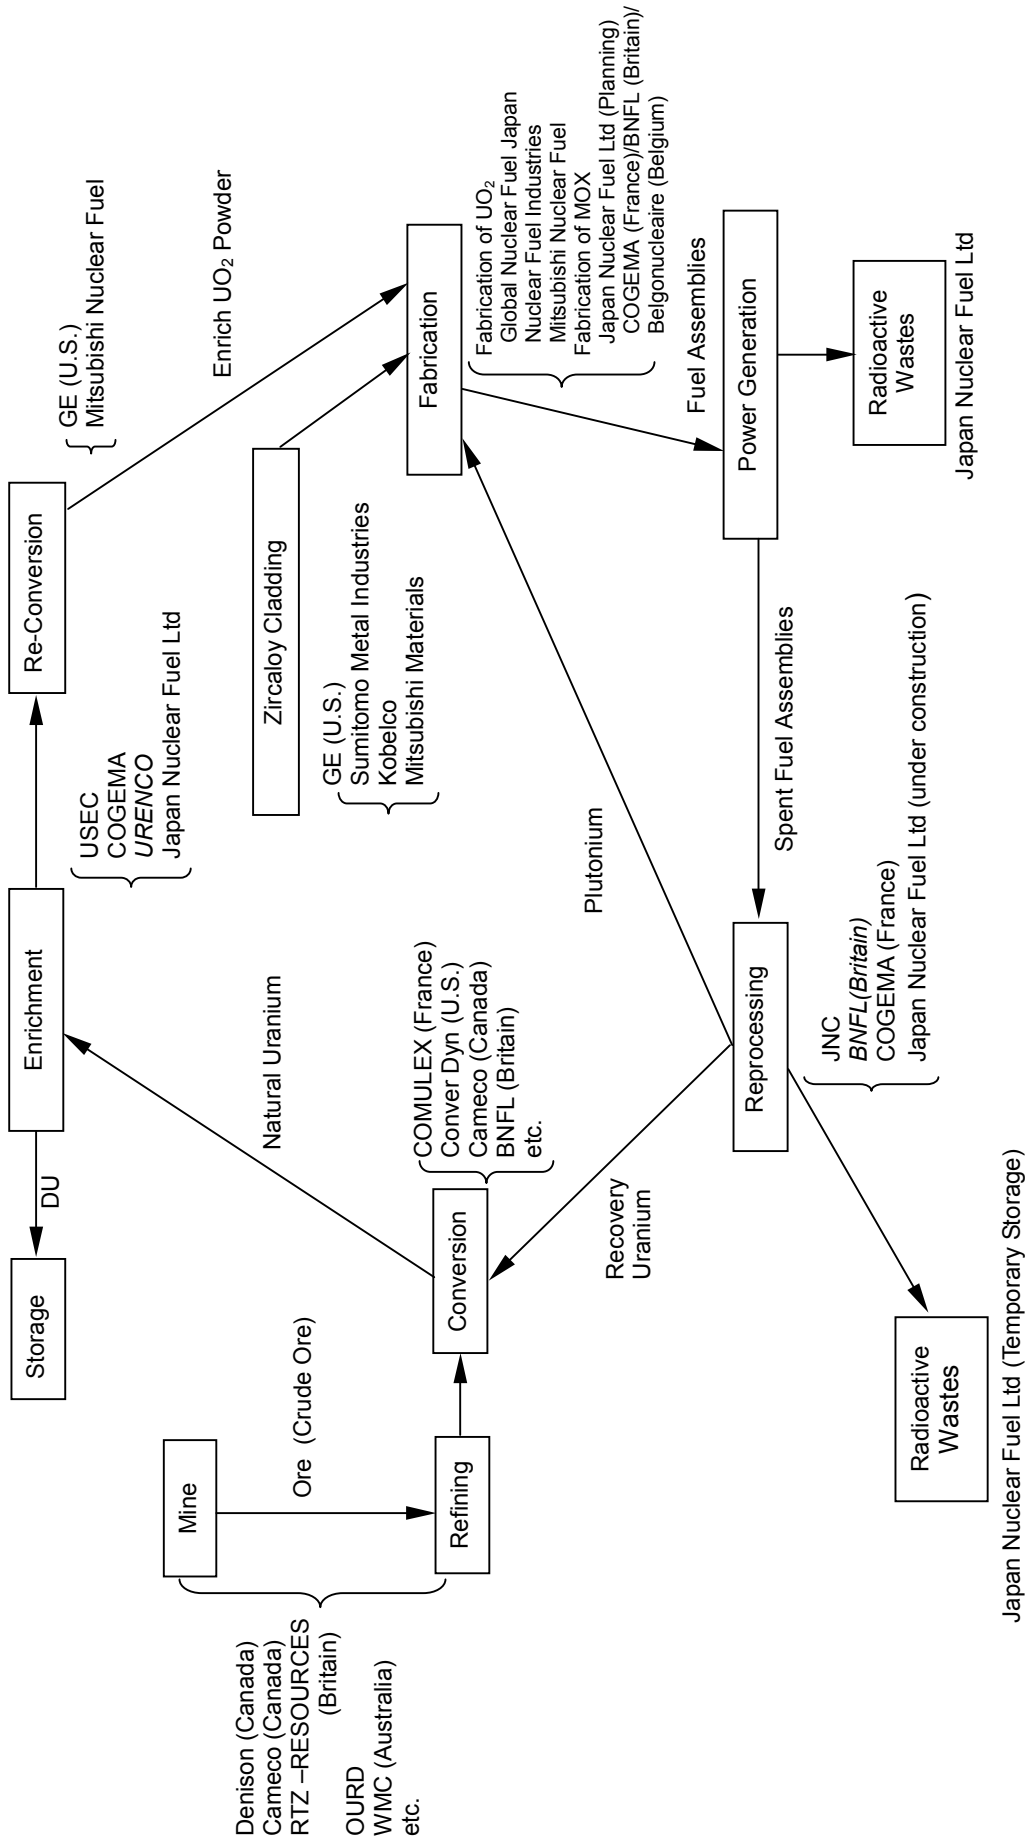 Storage
DU
Enrichment
USEC
COGEMA
URENCO
Japan Nuclear Fuel Ltd
Re-Conversion
GE (U.S.)
Mitsubishi Nuclear Fuel
Mine
Ore (Crude Ore)
Refining
Denison (Canada)
Cameco (Canada)
RTZ –RESOURCES
(Britain)
OURD
WMC (Australia)
etc.
Natural Uranium
Conversion
COMULEX (France)
Conver Dyn (U.S.)
Cameco (Canada)
BNFL (Britain)
etc.
Zircaloy Cladding
GE (U.S.)
Sumitomo Metal Industries
Kobelco
Mitsubishi Materials
Enrich UO₂ Powder
Fabrication
Fabrication of UO₂
Global Nuclear Fuel Japan
Nuclear Fuel Industries
Mitsubishi Nuclear Fuel
Fabrication of MOX
Japan Nuclear Fuel Ltd (Planning)
COGEMA (France)/BNFL (Britain)/
Belgonucleaire (Belgium)
Recovery
Uranium
Plutonium
Fuel Assemblies
Reprocessing
JNC
BNFL(Britain)
COGEMA (France)
Japan Nuclear Fuel Ltd (under construction)
Spent Fuel Assemblies
Power Generation
Radioactive
Wastes
Japan Nuclear Fuel Ltd (Temporary Storage)
Radioactive
Wastes
Japan Nuclear Fuel Ltd